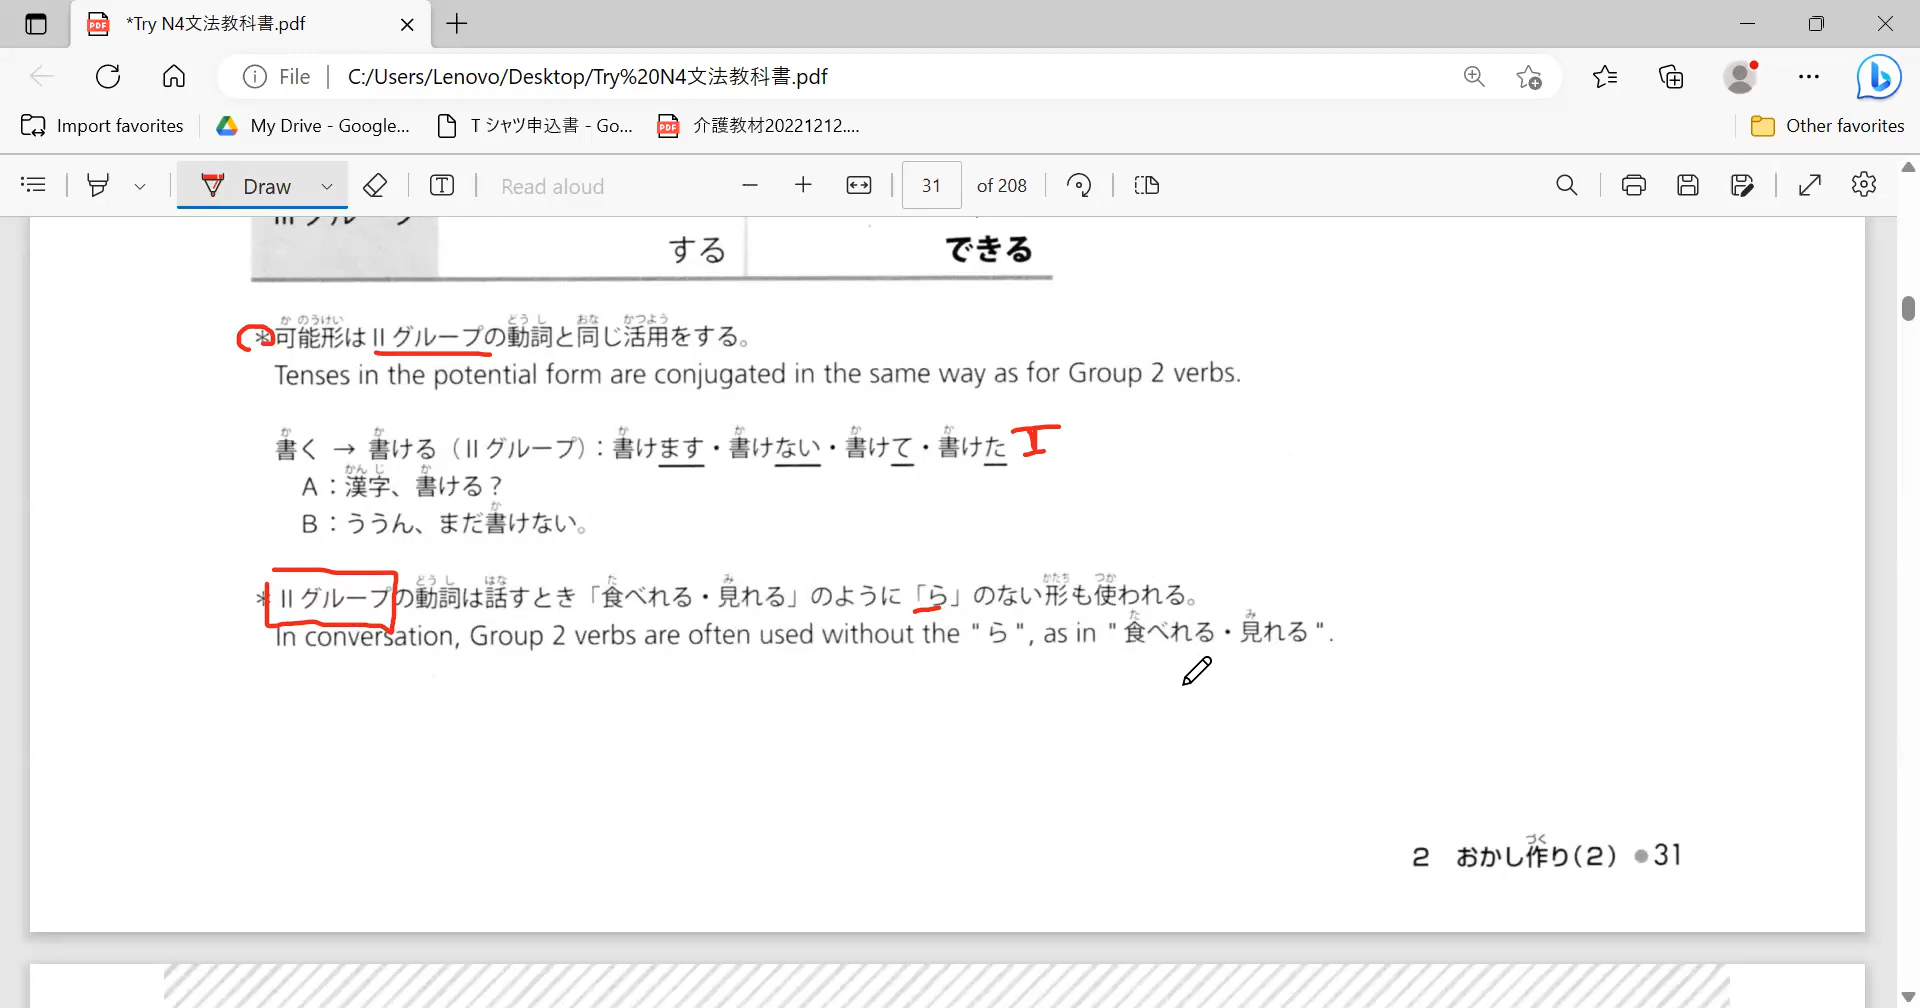 *Try N4文法教科書.pdf
File
C:/Users/Lenovo/Desktop/Try%20N4文法教科書.pdf
Import favorites
My Drive - Google...
Tシャツ申込書 - Go...
介護教材20221212....
Other favorites
Draw
Read aloud
31
of 208
する
できる
か のうけい どう し おな かつよう
*可能形はⅡグループの動詞と同じ活用をする。
Tenses in the potential form are conjugated in the same way as for Group 2 verbs.
か か か か か か
書く → 書ける（Ⅱグループ）：書けます・書けない・書けて・書けた I
かん じ か
A：漢字、書ける？
か
B：ううん、まだ書けない。
どう し はな た み かたち つか
*Ⅱグループの動詞は話すとき「食べれる・見れる」のように「ら」のない形も使われる。
た み
In conversation, Group 2 verbs are often used without the "ら", as in "食べれる・見れる".
づく
2 おかし作り(2) ●31